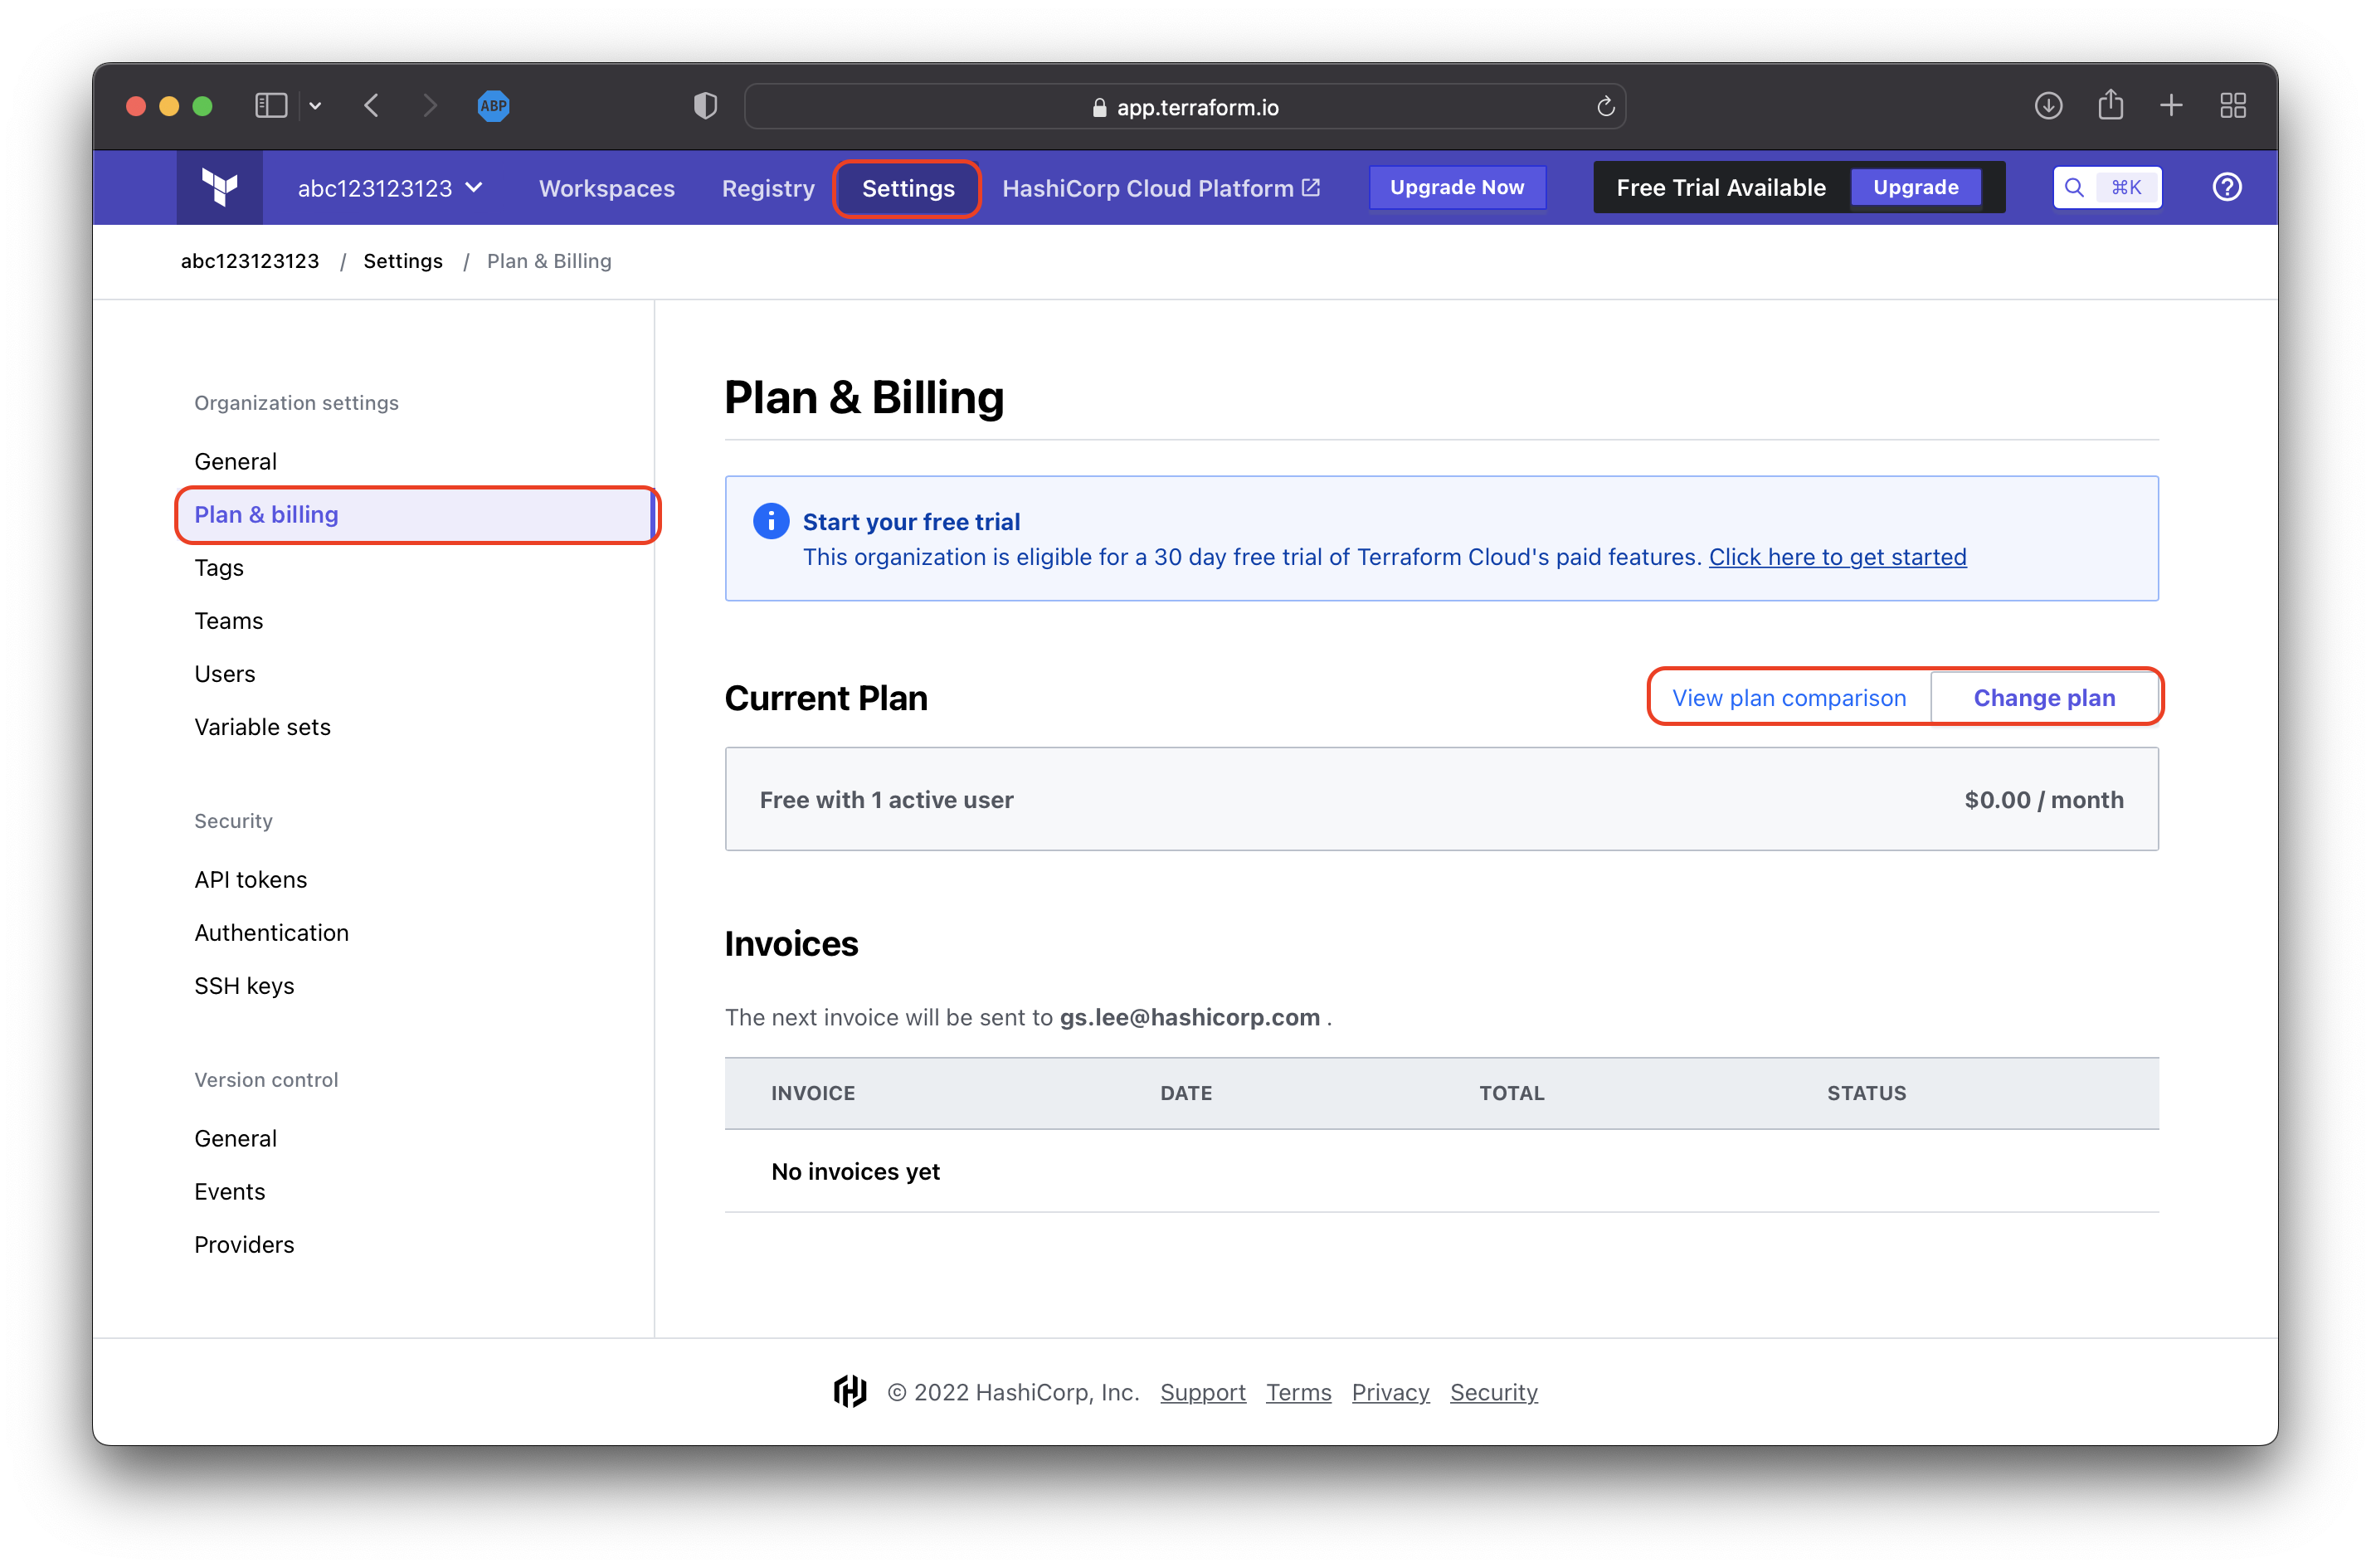 ABP
app.terraform.io
abc123123123 Workspaces Registry Settings HashiCorp Cloud Platform Upgrade Now Free Trial Available Upgrade ⌘K
abc123123123 / Settings / Plan & Billing
Organization settings
General
Plan & billing
Tags
Teams
Users
Variable sets
Security
API tokens
Authentication
SSH keys
Version control
General
Events
Providers
Plan & Billing
Start your free trial
This organization is eligible for a 30 day free trial of Terraform Cloud's paid features. Click here to get started
Current Plan
View plan comparison Change plan
Free with 1 active user $0.00 / month
Invoices
The next invoice will be sent to gs.lee@hashicorp.com .
INVOICE DATE TOTAL STATUS
No invoices yet
© 2022 HashiCorp, Inc. Support Terms Privacy Security